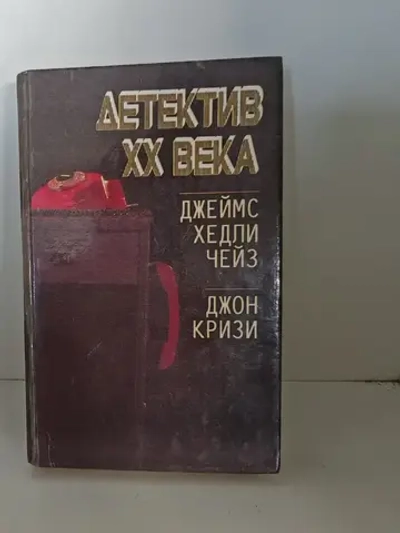 ДЕТЕКТИВ
XX ВЕКА
ДЖЕЙМС
ХЕДЛИ
ЧЕЙЗ
ДЖОН
КРИЗИ